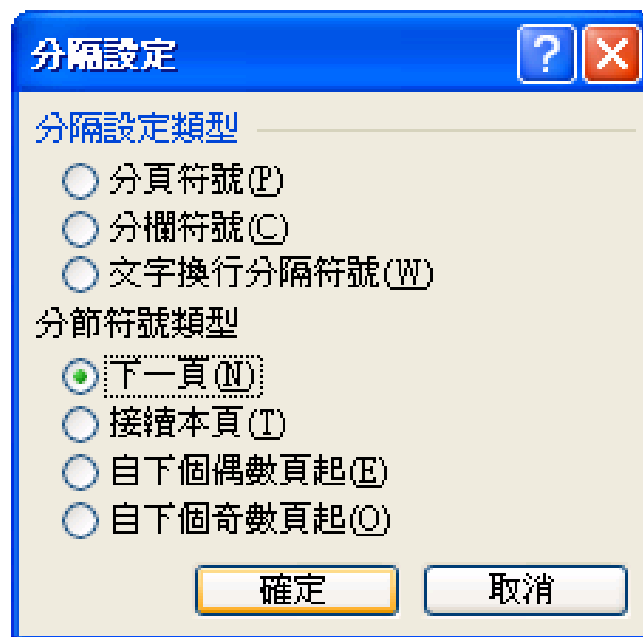 分隔設定
分隔設定類型
分頁符號(P)
分欄符號(C)
文字換行分隔符號(W)
分節符號類型
下一頁(N)
接續本頁(T)
自下個偶數頁起(E)
自下個奇數頁起(O)
確定 取消